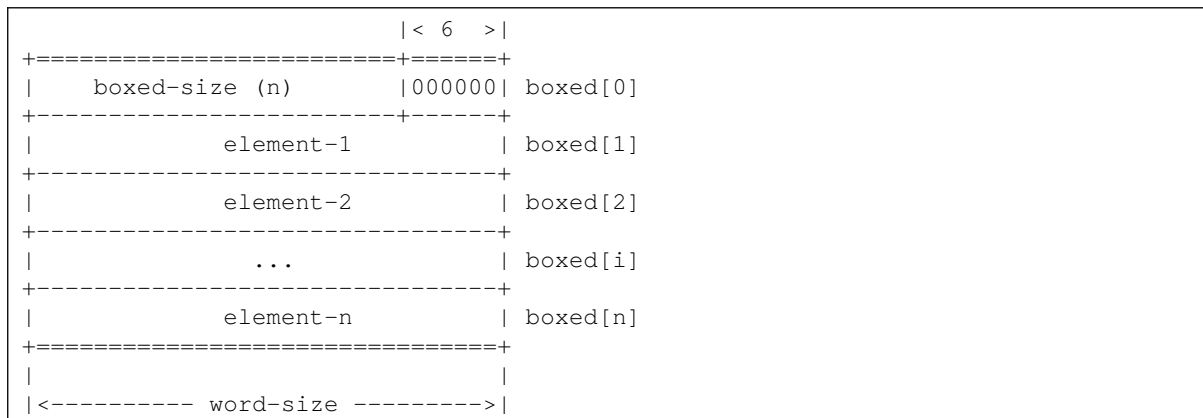 |< 6  >|
+=========================+======+
|    boxed-size (n)       |000000| boxed[0]
+-------------------------+------+
|             element-1          | boxed[1]
+--------------------------------+
|             element-2          | boxed[2]
+--------------------------------+
|               ...              | boxed[i]
+--------------------------------+
|             element-n          | boxed[n]
+================================+
|                                |
|<---------- word-size --------->|